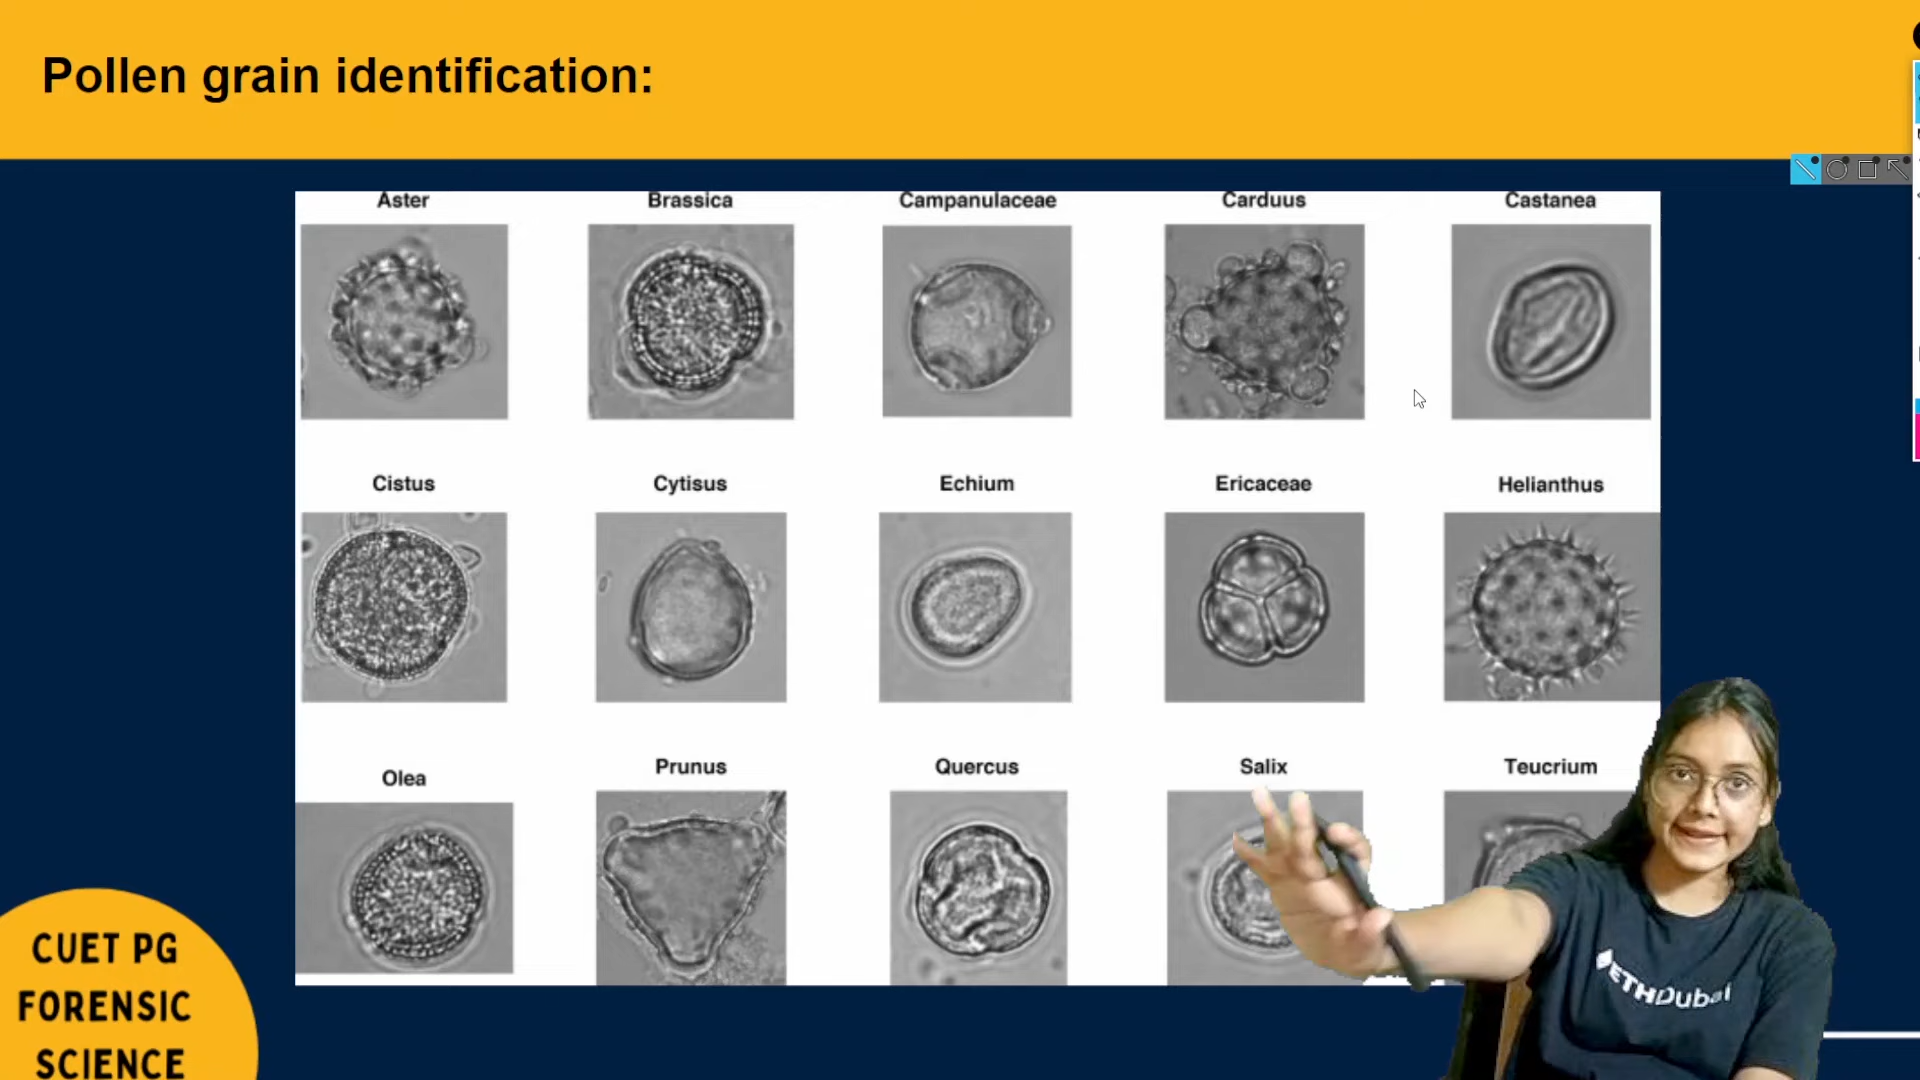 Pollen grain identification:
Aster Brassica Campanulaceae Carduus Castanea
Cistus Cytisus Echium Ericaceae Helianthus
Olea Prunus Quercus Salix Teucrium
CUET PG
FORENSIC
SCIENCE
ETHDubai